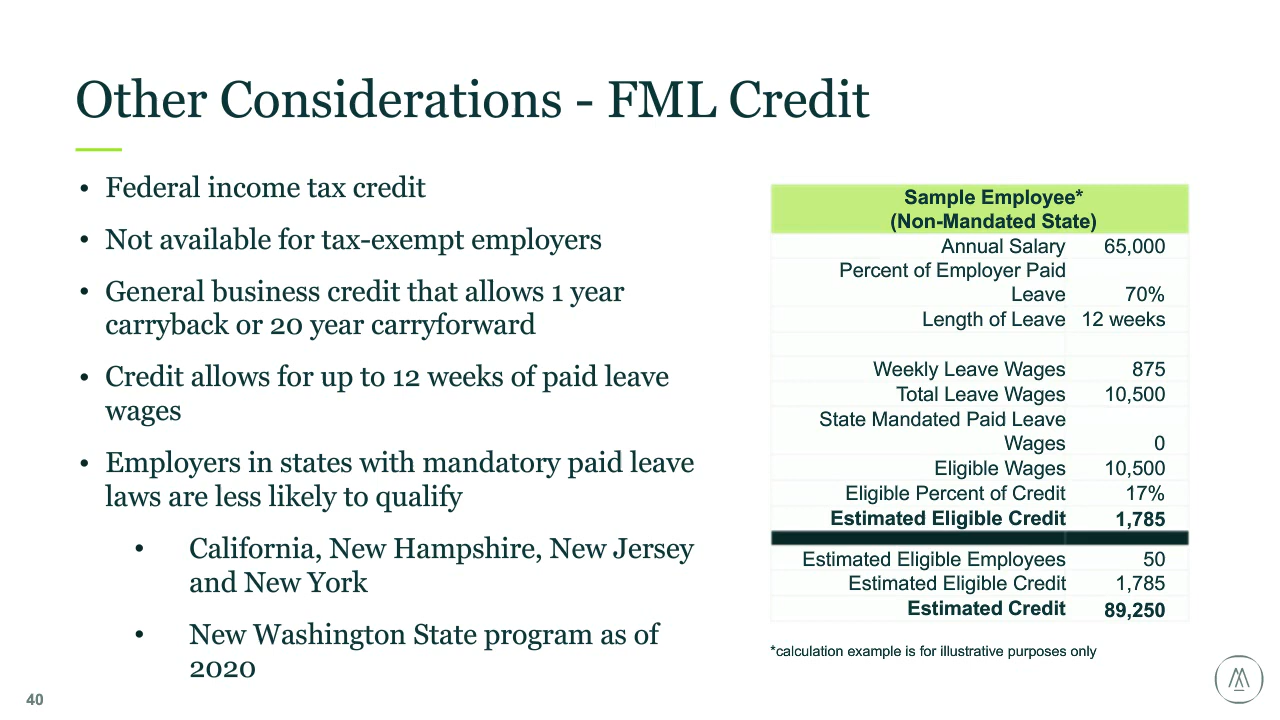 Other Considerations - FML Credit
• Federal income tax credit
• Not available for tax-exempt employers
• General business credit that allows 1 year
carryback or 20 year carryforward
• Credit allows for up to 12 weeks of paid leave
wages
• Employers in states with mandatory paid leave
laws are less likely to qualify
• California, New Hampshire, New Jersey
and New York
• New Washington State program as of
2020
Sample Employee*
(Non-Mandated State)
Annual Salary 65,000
Percent of Employer Paid
Leave 70%
Length of Leave 12 weeks
Weekly Leave Wages 875
Total Leave Wages 10,500
State Mandated Paid Leave
Wages 0
Eligible Wages 10,500
Eligible Percent of Credit 17%
Estimated Eligible Credit 1,785
Estimated Eligible Employees 50
Estimated Eligible Credit 1,785
Estimated Credit 89,250
*calculation example is for illustrative purposes only
40